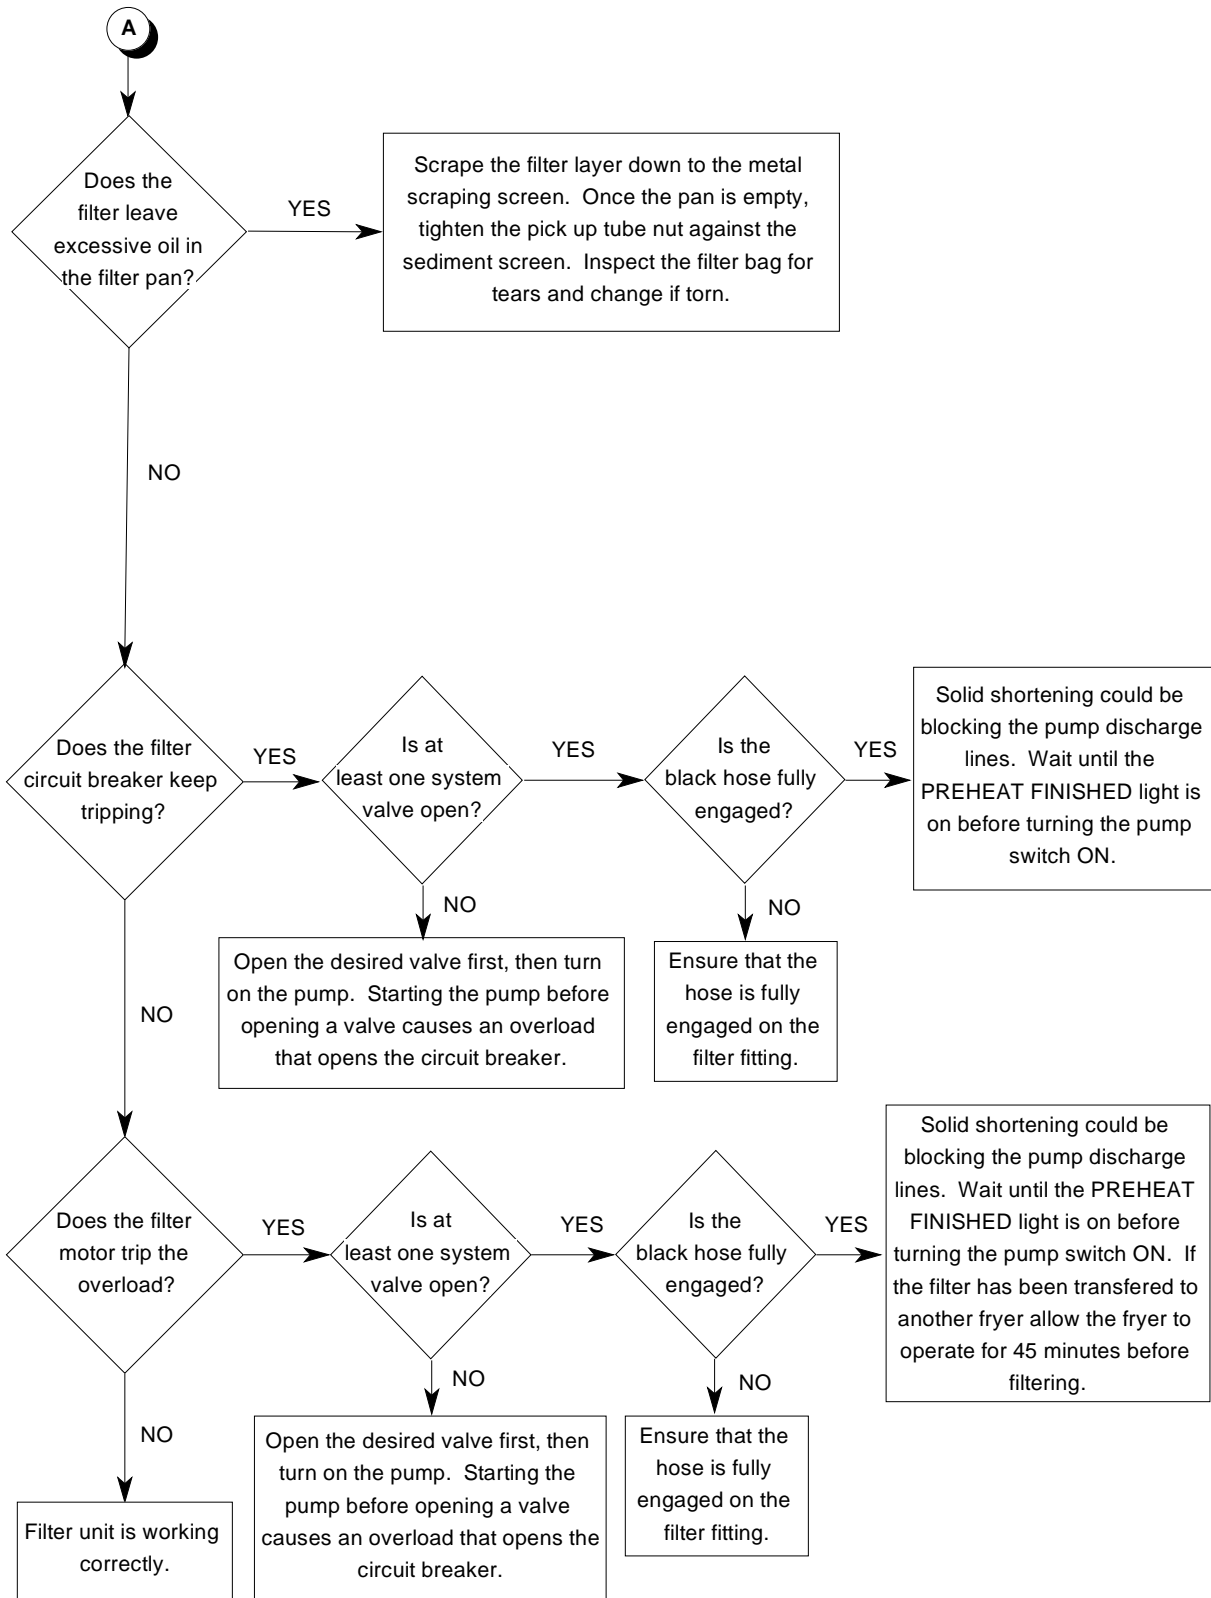 A
Does the
filter leave
excessive oil in
the filter pan?
YES
Scrape the filter layer down to the metal
scraping screen.  Once the pan is empty,
tighten the pick up tube nut against the
sediment screen.  Inspect the filter bag for
tears and change if torn.
NO
Does the filter
circuit breaker keep
tripping?
YES
Is at
least one system
valve open?
YES
Is the
black hose fully
engaged?
YES
Solid shortening could be
blocking the pump discharge
lines.  Wait until the
PREHEAT FINISHED light is
on before turning the pump
switch ON.
NO
Open the desired valve first, then turn
on the pump.  Starting the pump before
opening a valve causes an overload
that opens the circuit breaker.
NO
Ensure that the
hose is fully
engaged on the
filter fitting.
NO
Does the filter
motor trip the
overload?
YES
Is at
least one system
valve open?
YES
Is the
black hose fully
engaged?
YES
Solid shortening could be
blocking the pump discharge
lines.  Wait until the PREHEAT
FINISHED light is on before
turning the pump switch ON.  If
the filter has been transfered to
another fryer allow the fryer to
operate for 45 minutes before
filtering.
NO
Open the desired valve first, then
turn on the pump.  Starting the
pump before opening a valve
causes an overload that opens the
circuit breaker.
NO
Ensure that the
hose is fully
engaged on the
filter fitting.
NO
Filter unit is working
correctly.